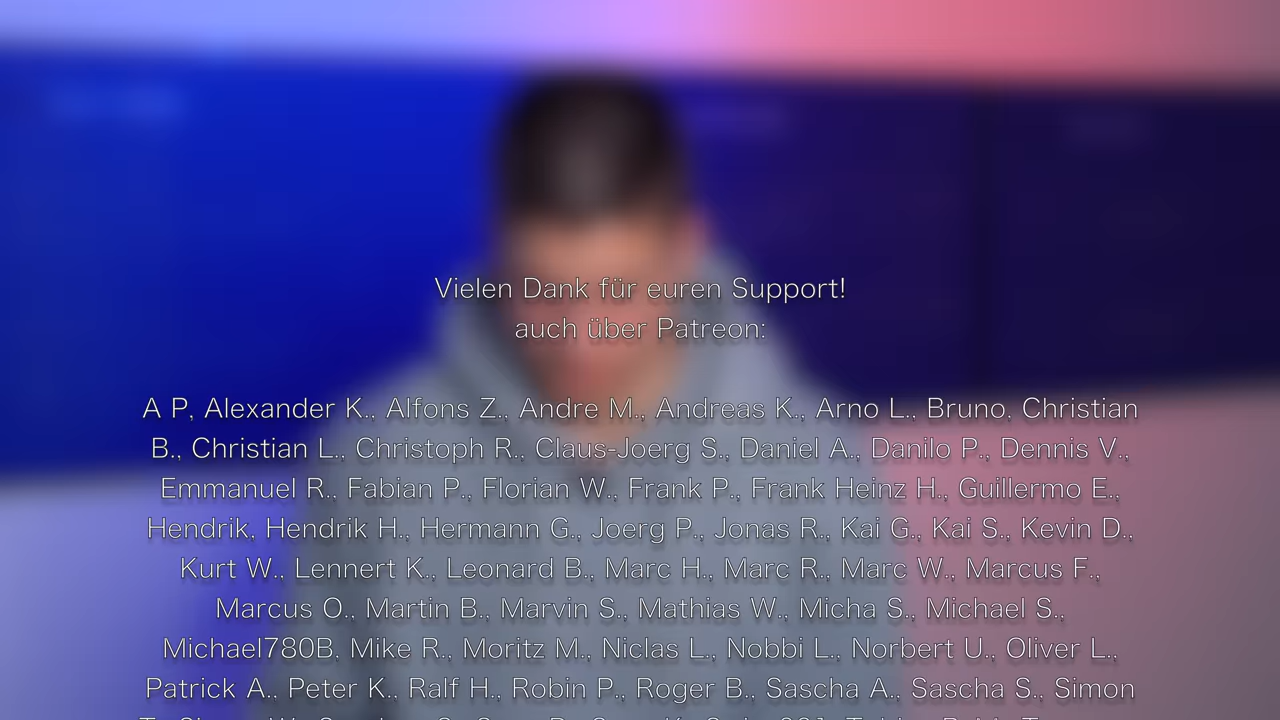 Vielen Dank für euren Support!
auch über Patreon:
A P, Alexander K., Alfons Z., Andre M., Andreas K., Arno L., Bruno, Christian
B., Christian L., Christoph R., Claus-Joerg S., Daniel A., Danilo P., Dennis V.,
Emmanuel R., Fabian P., Florian W., Frank P., Frank Heinz H., Guillermo E.,
Hendrik, Hendrik H., Hermann G., Joerg P., Jonas R., Kai G., Kai S., Kevin D.,
Kurt W., Lennert K., Leonard B., Marc H., Marc R., Marc W., Marcus F.,
Marcus O., Martin B., Marvin S., Mathias W., Micha S., Michael S.,
Michael780B, Mike R., Moritz M., Niclas L., Nobbi L., Norbert U., Oliver L.,
Patrick A., Peter K., Ralf H., Robin P., Roger B., Sascha A., Sascha S., Simon